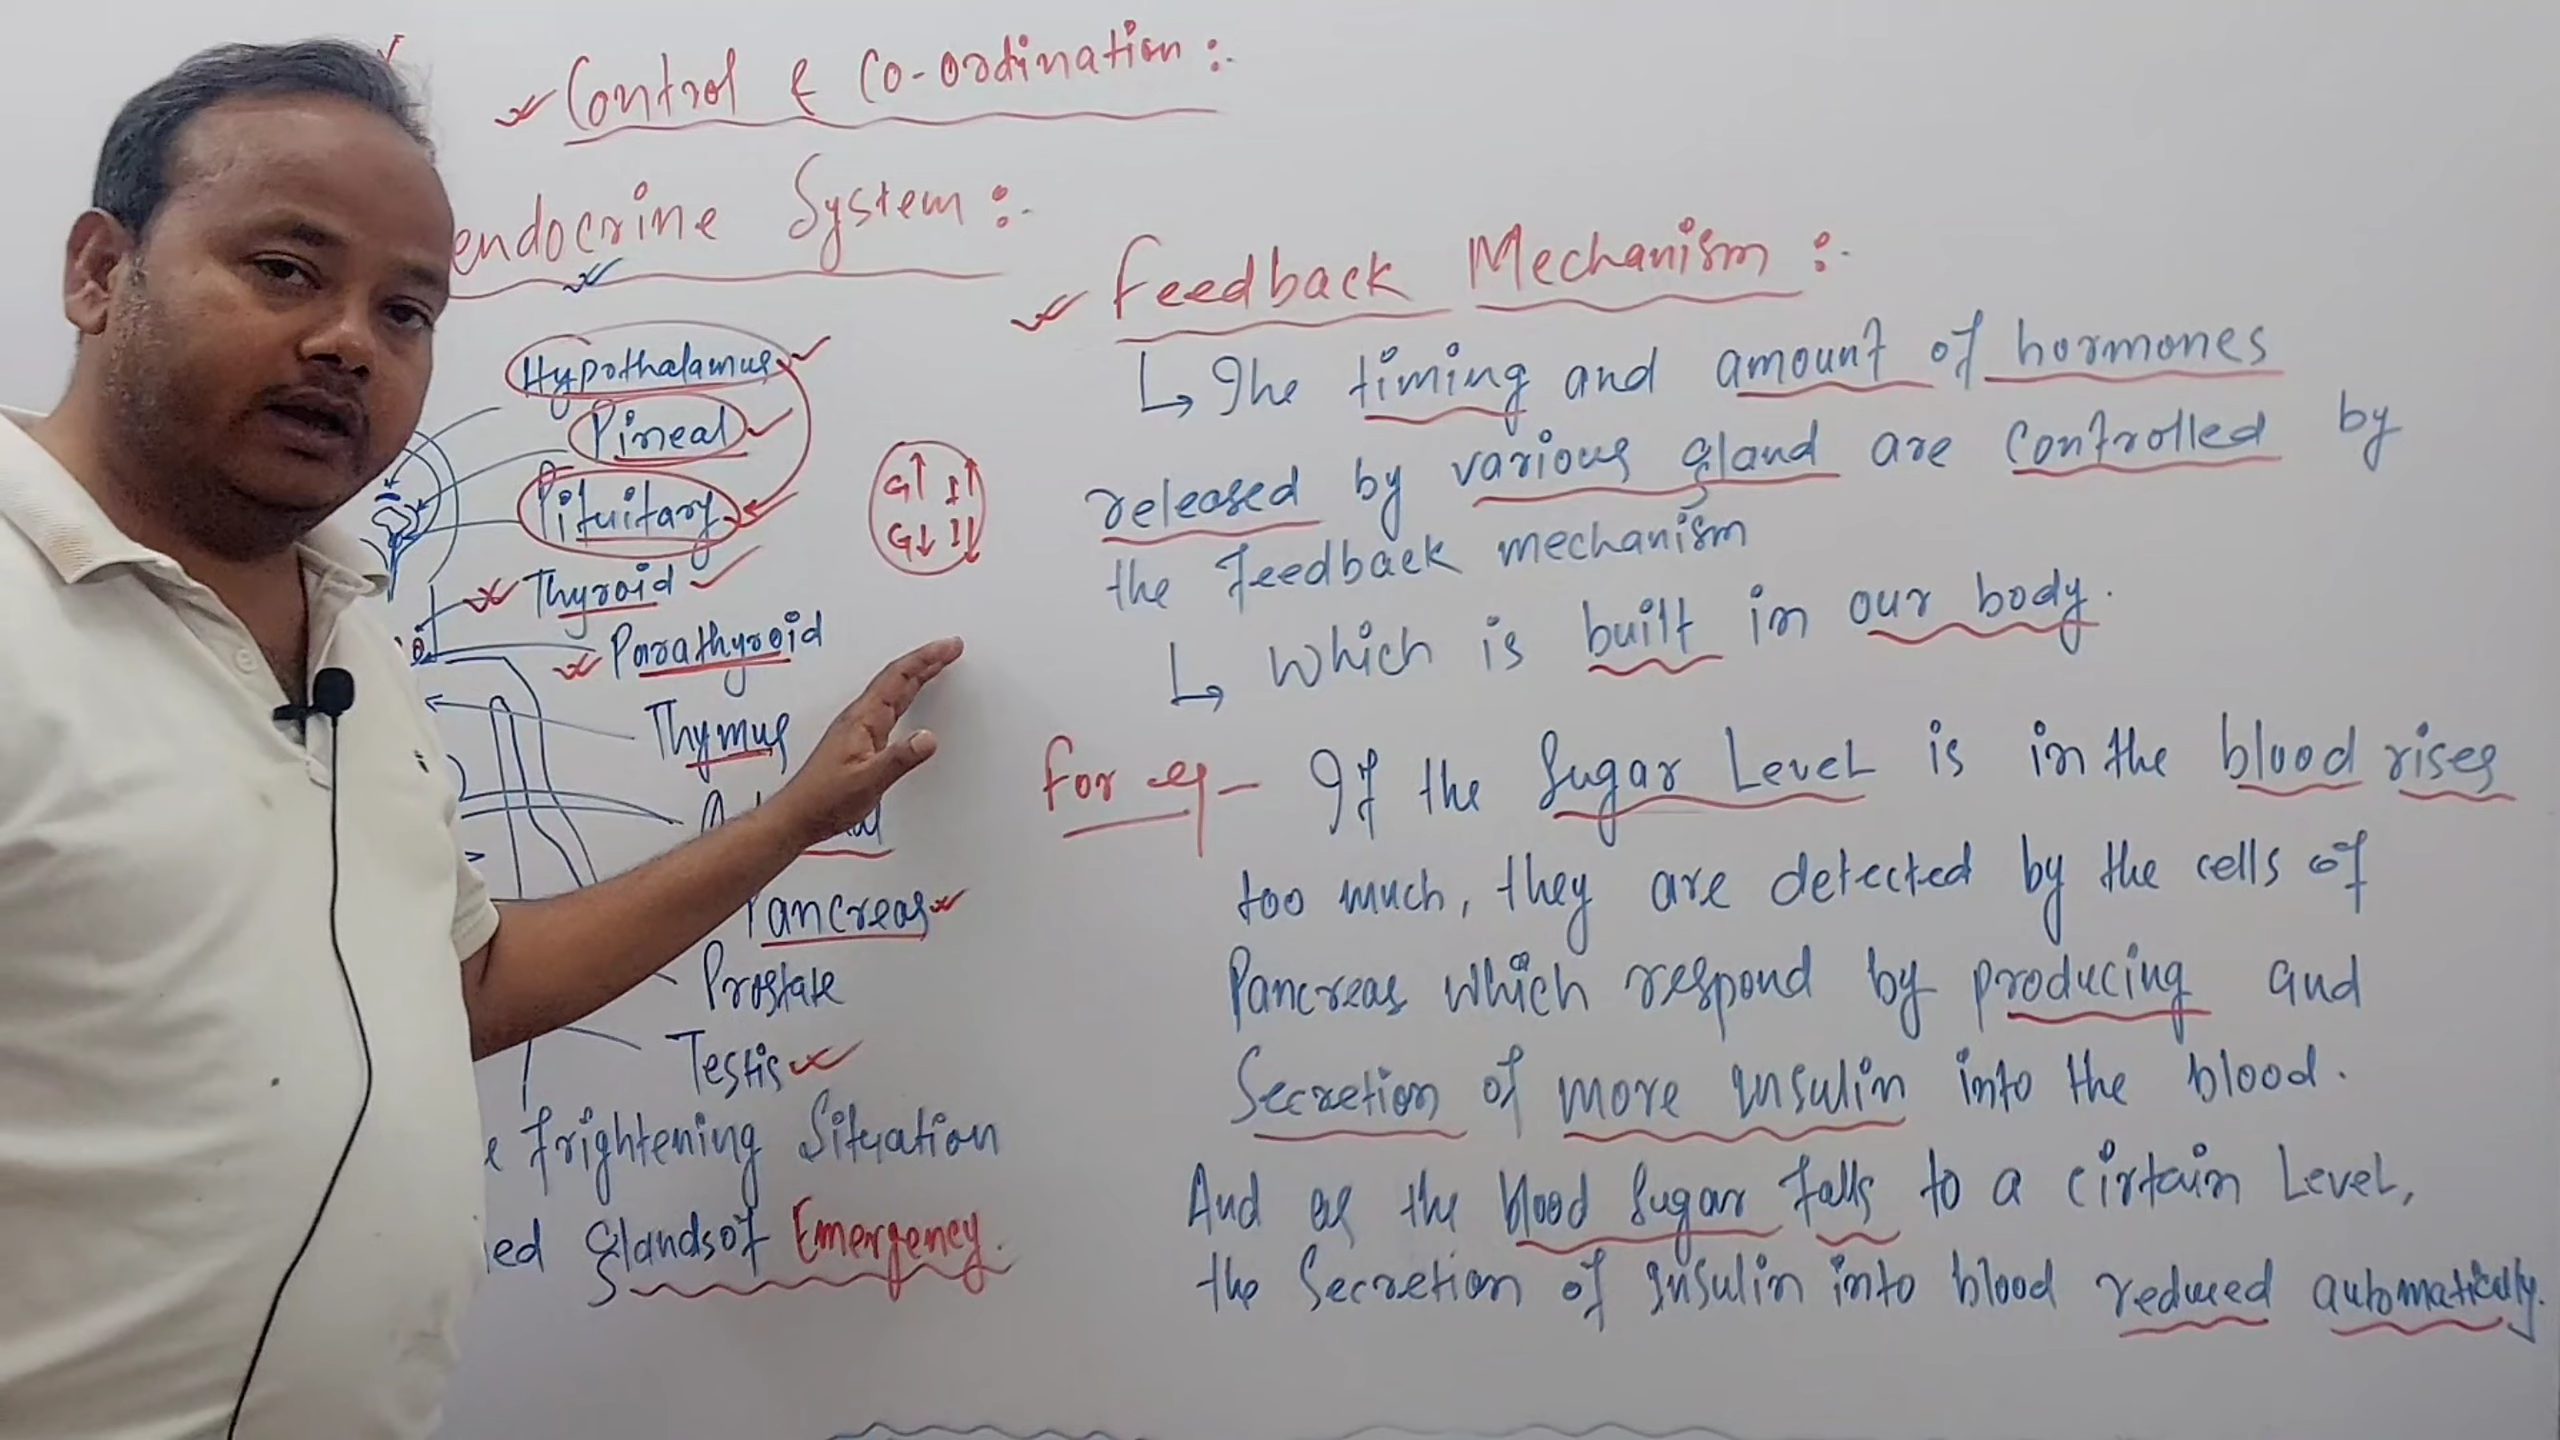 Control & Co-ordination :-
endocrine System :-
Hypothalamus
Pineal
Pituitary
Thyroid
Parathyroid
Thymus
Pancreas
Prostate
Testis
frightening Situation
ed Glands of Emergency.
G↑ I↑
G↓ I↓
Feedback Mechanism :-
↳ The timing and amount of hormones
released by various gland are Controlled by
the feedback mechanism
↳ Which is built in our body.
For eg- If the Sugar Level is in the blood rises
too much, they are detected by the cells of
Pancreas which respond by producing and
Secretion of more insulin into the blood.
And as the blood Sugar falls to a cirtain Level,
the Secretion of insulin into blood reduced automatically.